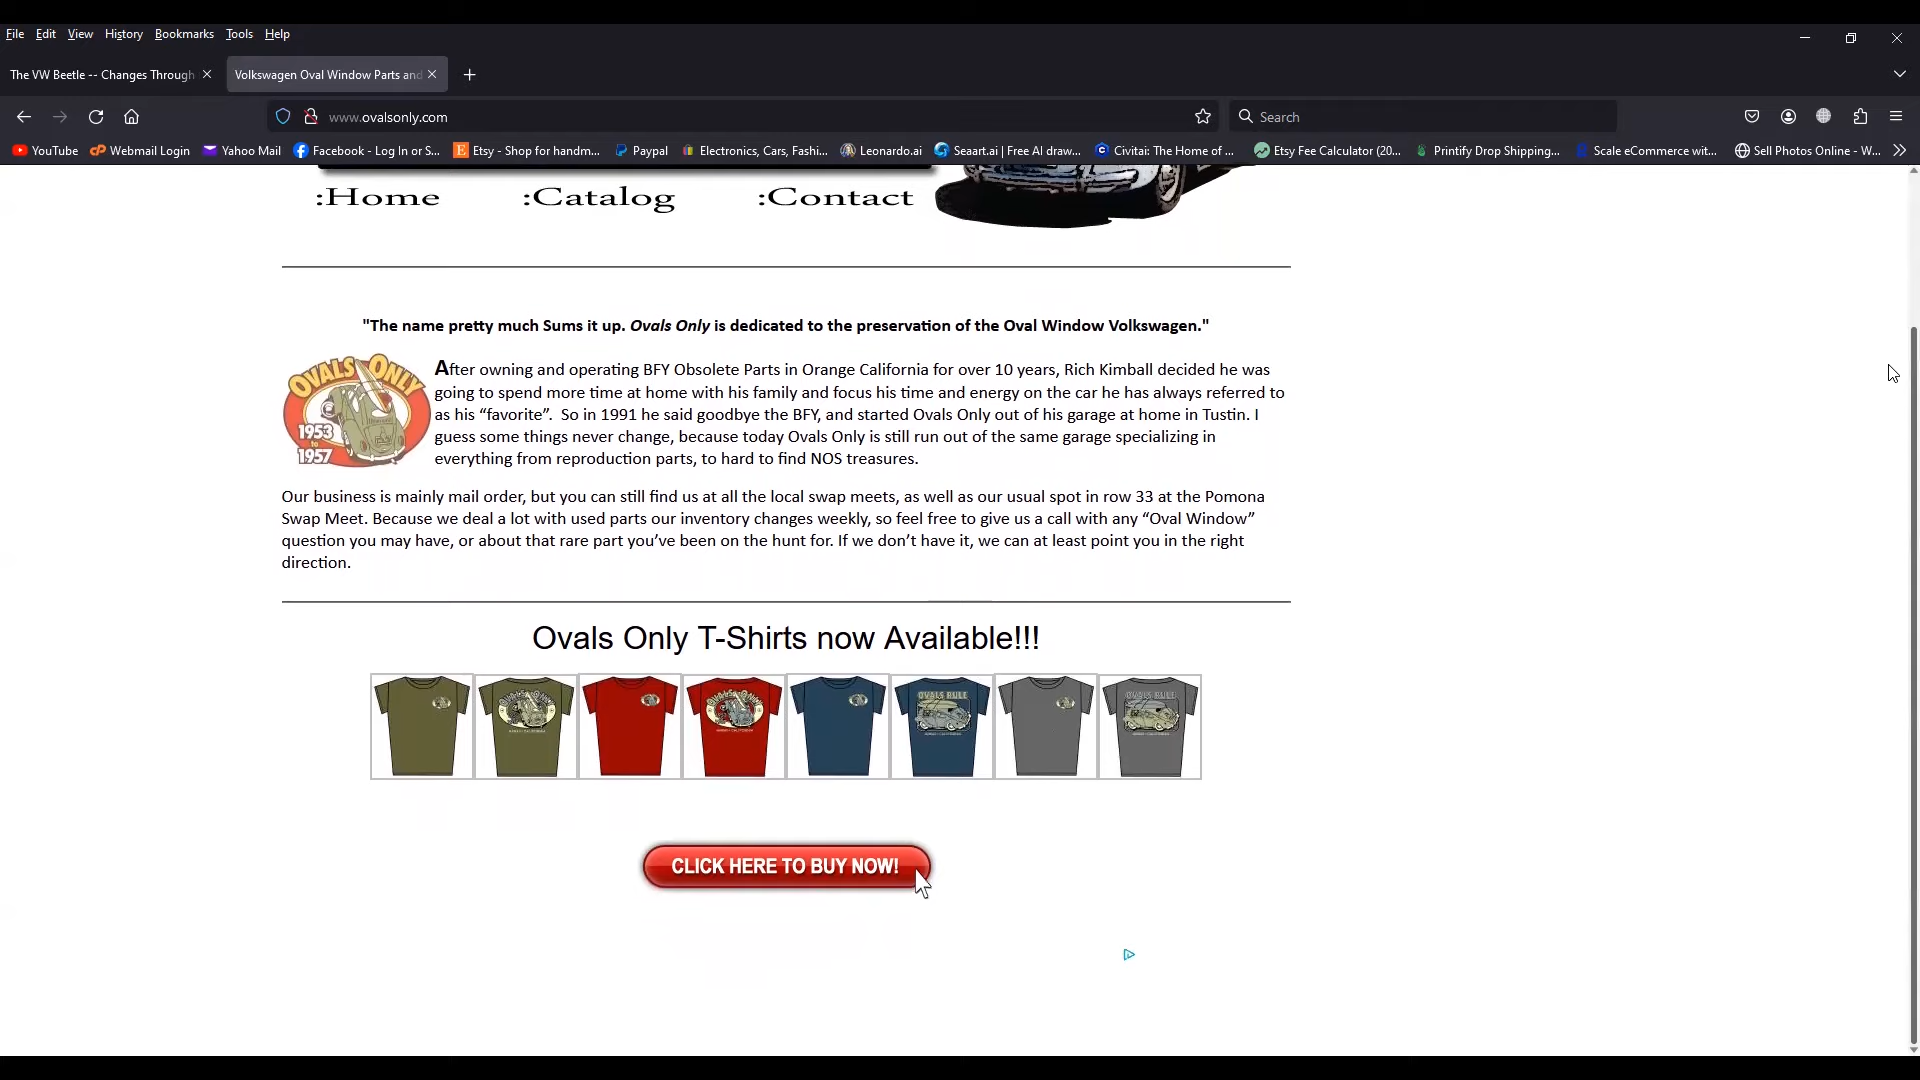 File Edit View History Bookmarks Tools Help
The VW Beetle -- Changes Through
Volkswagen Oval Window Parts and
www.ovalsonly.com
Search
YouTube Webmail Login Yahoo Mail Facebook - Log In or S... Etsy - Shop for handm... Paypal Electronics, Cars, Fashi... Leonardo.ai Seaart.ai | Free AI draw... Civitai: The Home of ... Etsy Fee Calculator (20... Printify Drop Shipping... Scale eCommerce wit... Sell Photos Online - W...
:Home :Catalog :Contact
"The name pretty much Sums it up. Ovals Only is dedicated to the preservation of the Oval Window Volkswagen."
OVALS ONLY
1953
to
1957
After owning and operating BFY Obsolete Parts in Orange California for over 10 years, Rich Kimball decided he was
going to spend more time at home with his family and focus his time and energy on the car he has always referred to
as his “favorite”. So in 1991 he said goodbye the BFY, and started Ovals Only out of his garage at home in Tustin. I
guess some things never change, because today Ovals Only is still run out of the same garage specializing in
everything from reproduction parts, to hard to find NOS treasures.
Our business is mainly mail order, but you can still find us at all the local swap meets, as well as our usual spot in row 33 at the Pomona
Swap Meet. Because we deal a lot with used parts our inventory changes weekly, so feel free to give us a call with any “Oval Window”
question you may have, or about that rare part you’ve been on the hunt for. If we don’t have it, we can at least point you in the right
direction.
Ovals Only T-Shirts now Available!!!
OVALS ONLY
OVALS ONLY
OVALS RULE
OVALS RULE
CLICK HERE TO BUY NOW!